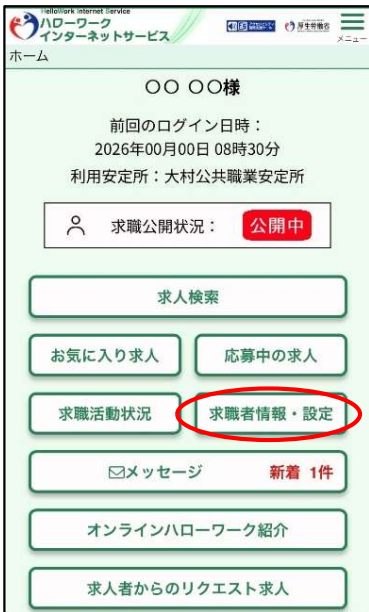 HelloWork Internet Service
ハローワーク
インターネットサービス
厚生労働省
メニュー
ホーム
〇〇 〇〇様
前回のログイン日時：
2026年00月00日 08時30分
利用安定所：大村公共職業安定所
求職公開状況： 公開中
求人検索
お気に入り求人 応募中の求人
求職活動状況 求職者情報・設定
メッセージ 新着 1件
オンラインハローワーク紹介
求人者からのリクエスト求人